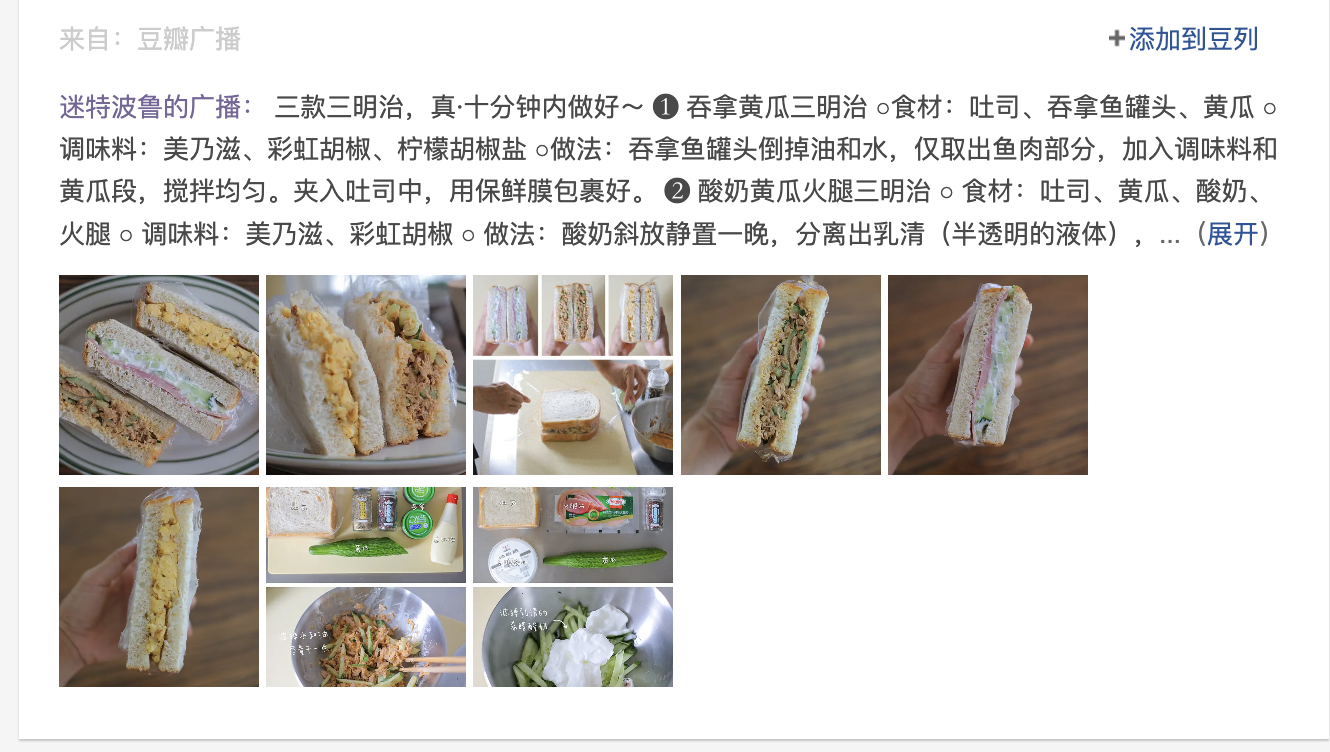 来自：豆瓣广播
+添加到豆列
迷特波鲁的广播： 三款三明治，真·十分钟内做好～ ❶ 吞拿黄瓜三明治 ○食材：吐司、吞拿鱼罐头、黄瓜 ○
调味料：美乃滋、彩虹胡椒、柠檬胡椒盐 ○做法：吞拿鱼罐头倒掉油和水，仅取出鱼肉部分，加入调味料和
黄瓜段，搅拌均匀。夹入吐司中，用保鲜膜包裹好。 ❷ 酸奶黄瓜火腿三明治 ○ 食材：吐司、黄瓜、酸奶、
火腿 ○ 调味料：美乃滋、彩虹胡椒 ○ 做法：酸奶斜放静置一晚，分离出乳清（半透明的液体），... （展开）
黄瓜